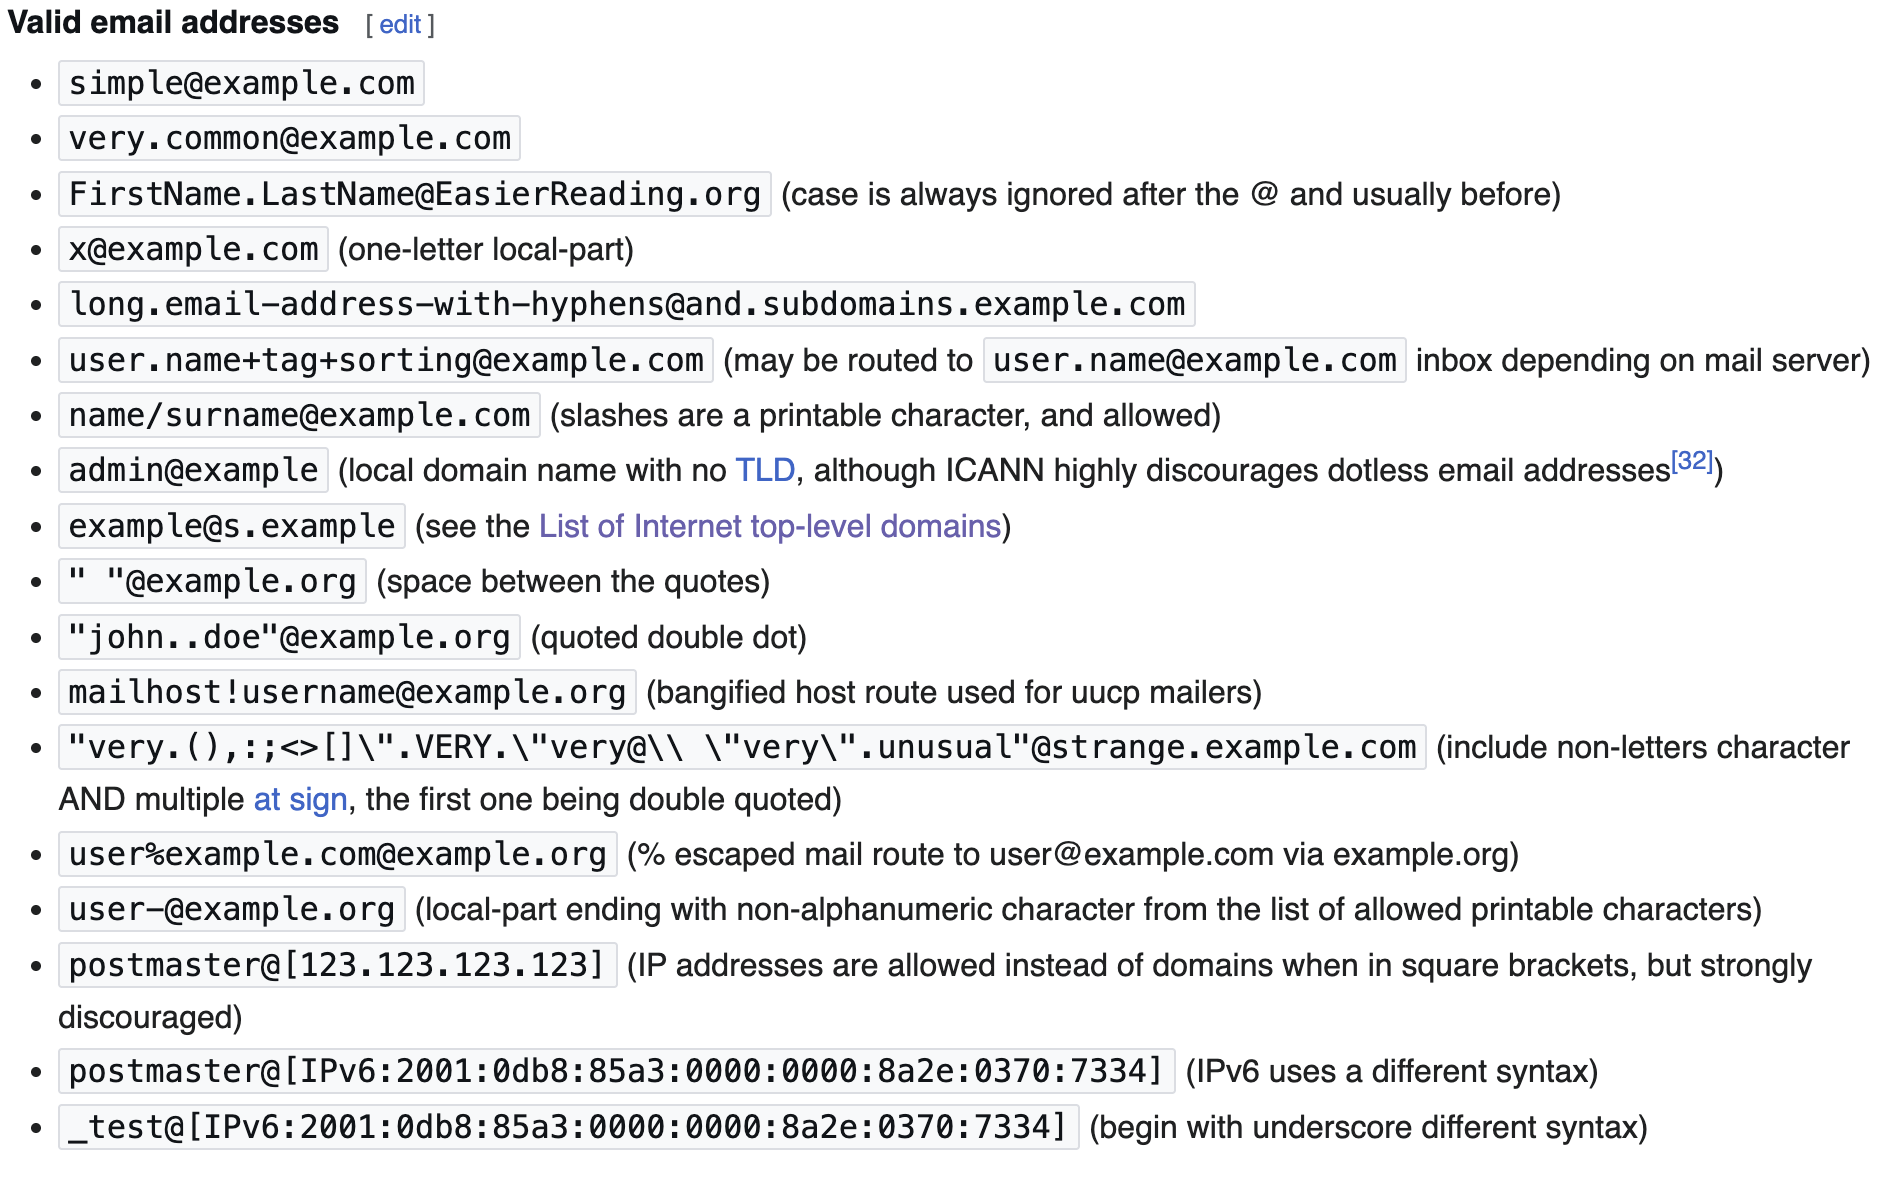 Valid email addresses [ edit ]
• simple@example.com
• very.common@example.com
• FirstName.LastName@EasierReading.org (case is always ignored after the @ and usually before)
• x@example.com (one-letter local-part)
• long.email-address-with-hyphens@and.subdomains.example.com
• user.name+tag+sorting@example.com (may be routed to user.name@example.com inbox depending on mail server)
• name/surname@example.com (slashes are a printable character, and allowed)
• admin@example (local domain name with no TLD, although ICANN highly discourages dotless email addresses[32])
• example@s.example (see the List of Internet top-level domains)
• " "@example.org (space between the quotes)
• "john..doe"@example.org (quoted double dot)
• mailhost!username@example.org (bangified host route used for uucp mailers)
• "very.(),:;<>[]\".VERY.\"very@\\ \"very\".unusual"@strange.example.com (include non-letters character
AND multiple at sign, the first one being double quoted)
• user%example.com@example.org (% escaped mail route to user@example.com via example.org)
• user-@example.org (local-part ending with non-alphanumeric character from the list of allowed printable characters)
• postmaster@[123.123.123.123] (IP addresses are allowed instead of domains when in square brackets, but strongly
discouraged)
• postmaster@[IPv6:2001:0db8:85a3:0000:0000:8a2e:0370:7334] (IPv6 uses a different syntax)
• _test@[IPv6:2001:0db8:85a3:0000:0000:8a2e:0370:7334] (begin with underscore different syntax)